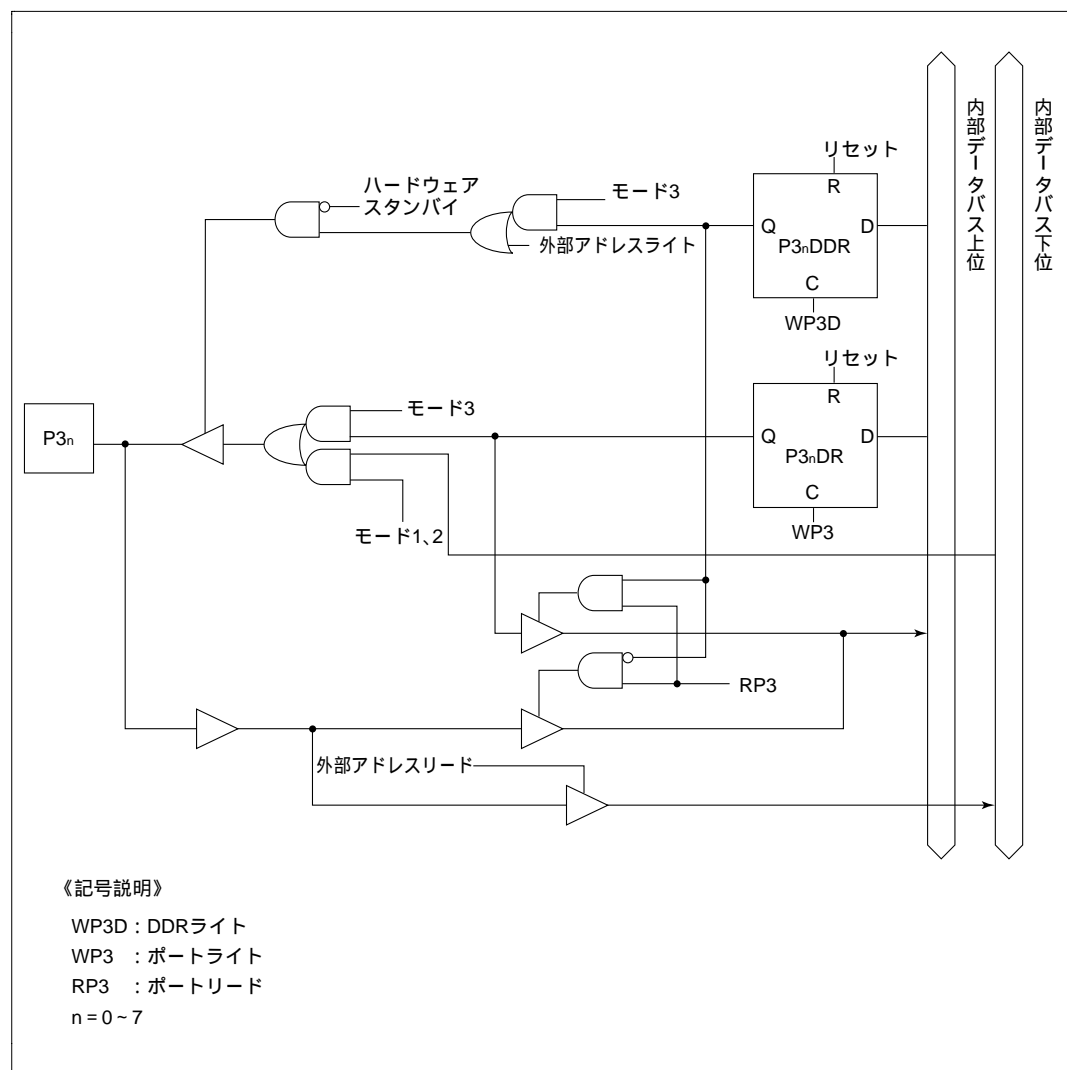 内部データバス上位
内部データバス下位
リセット
R
ハードウェア
スタンバイ
モード3
Q
D
P3nDDR
外部アドレスライト
C
WP3D
リセット
R
モード3
P3n
Q
D
P3nDR
C
WP3
モード1、2
RP3
外部アドレスリード
《記号説明》
WP3D：DDRライト
WP3 ：ポートライト
RP3 ：ポートリード
n = 0 ~ 7